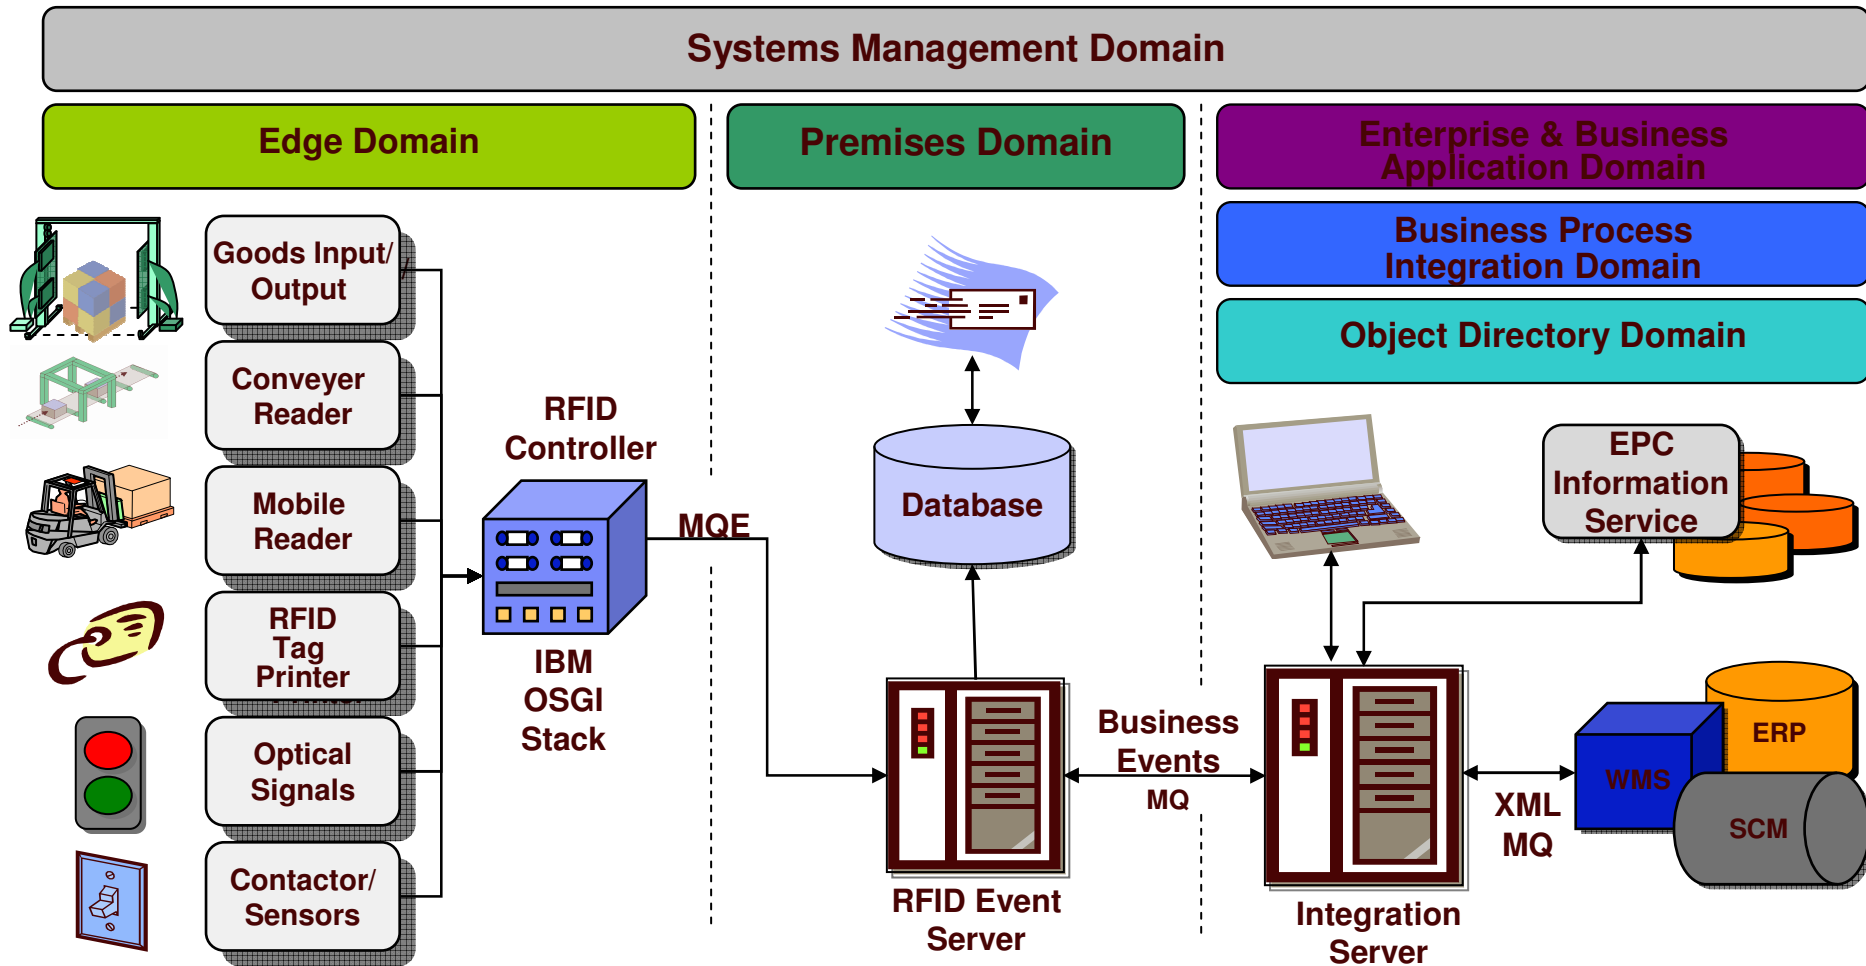 Systems Management Domain
Edge Domain
Premises Domain
Enterprise & Business
Application Domain
Business Process
Integration Domain
Object Directory Domain
Goods Input/
Output
Conveyer
Reader
Mobile
Reader
RFID
Tag
Printer
Optical
Signals
Contactor/
Sensors
RFID
Controller
IBM
OSGI
Stack
MQE
Database
RFID Event
Server
Business
Events
MQ
EPC
Information
Service
Integration
Server
XML
MQ
ERP
WMS
SCM